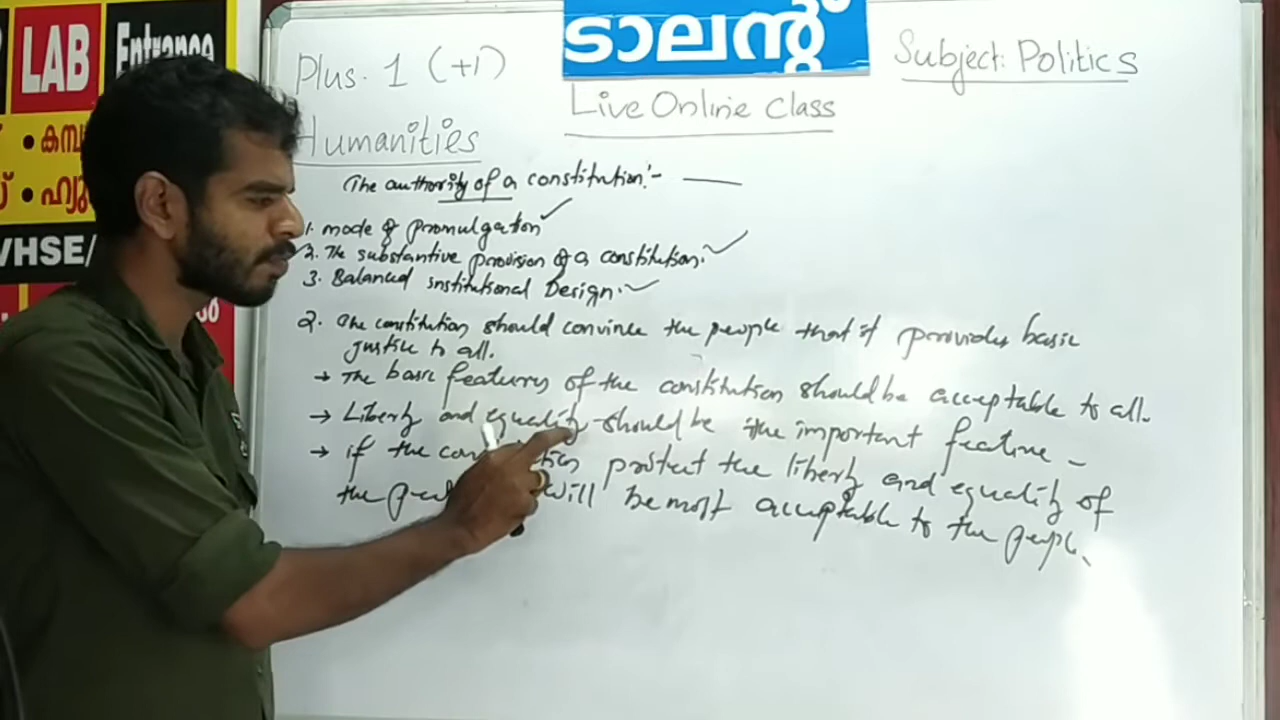 LAB
Entrance
• കമ്പ
• ഹ്യു
VHSE/
ടാലന്റ്
Plus. 1 (+1)
Subject: Politics
Live Online Class
Humanities
The authority of a constitution:-
1. mode of promulgation
2. The substantive provision of a constitution.
3. Balanced institutional Design.
2. The constitution should convince the people that it provides basic
justice to all.
→ The basic features of the constitution should be acceptable to all.
→ Liberty and equality should be the important feature -
→ if the protect the liberty and equality of
the will be most acceptable to the people.